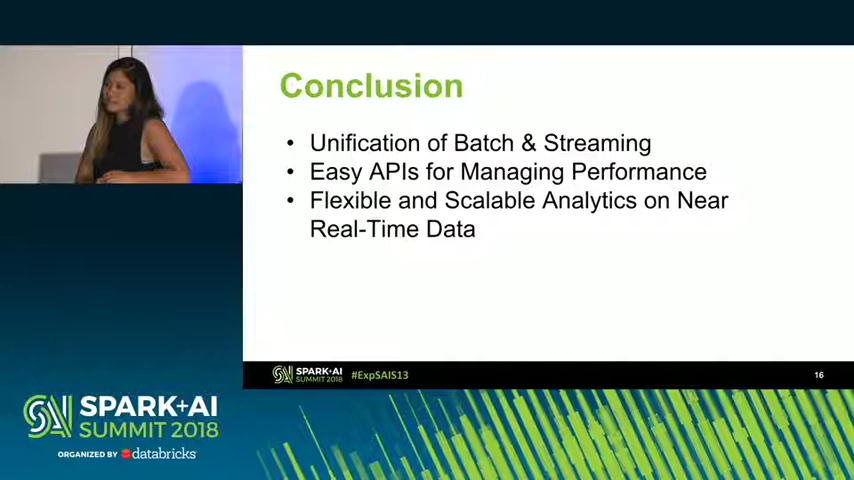 Conclusion
• Unification of Batch & Streaming
• Easy APIs for Managing Performance
• Flexible and Scalable Analytics on Near
Real-Time Data
SPARK+AI
SUMMIT 2018
#ExpSAIS13
16
SPARK+AI
SUMMIT 2018
ORGANIZED BY databricks